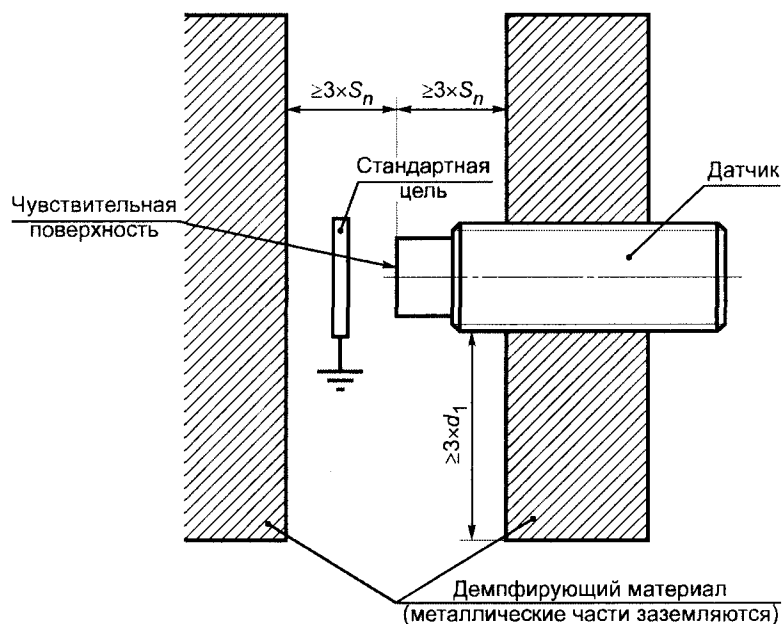 ≥3×Sn ≥3×Sn
Стандартная
цель
Датчик
Чувствительная
поверхность
≥3×d1
Демпфирующий материал
(металлические части заземляются)